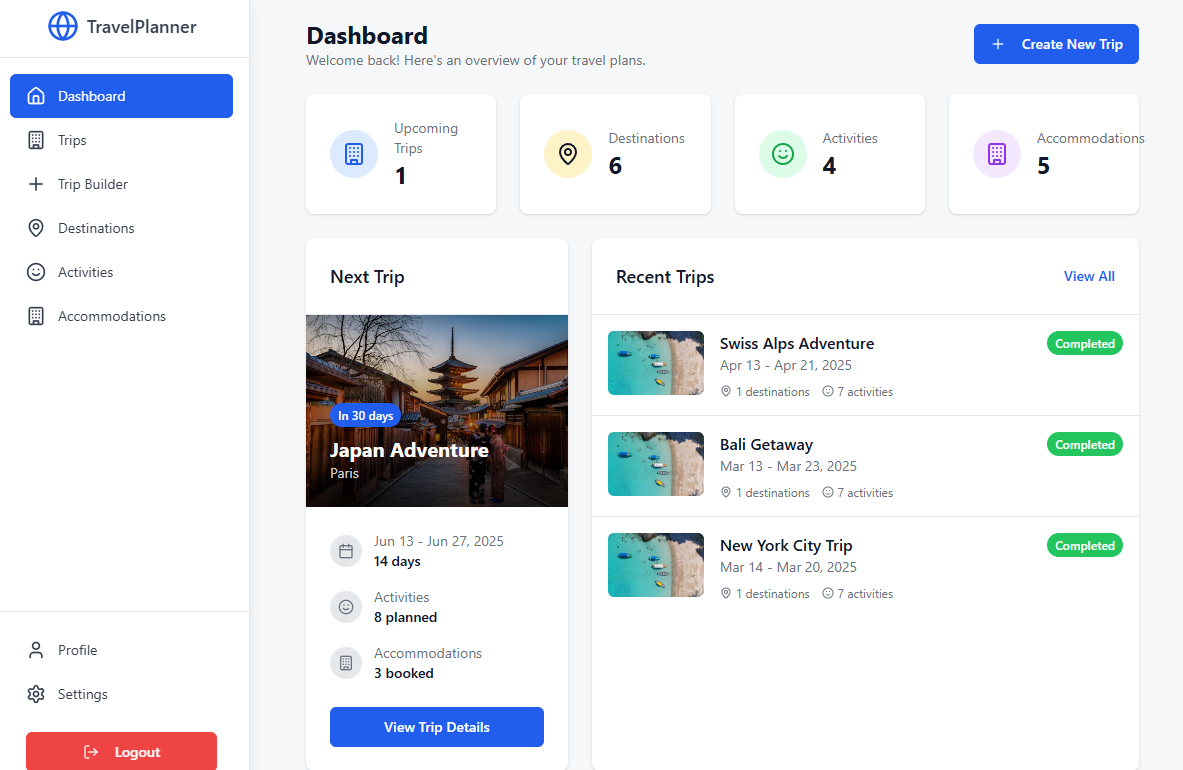 TravelPlanner
Dashboard
Trips
Trip Builder
Destinations
Activities
Accommodations
Profile
Settings
Logout
Dashboard
Welcome back! Here's an overview of your travel plans.
Create New Trip
Upcoming
Trips
1
Destinations
6
Activities
4
Accommodations
5
Next Trip
In 30 days
Japan Adventure
Paris
Jun 13 - Jun 27, 2025
14 days
Activities
8 planned
Accommodations
3 booked
View Trip Details
Recent Trips
View All
Swiss Alps Adventure
Completed
Apr 13 - Apr 21, 2025
1 destinations 7 activities
Bali Getaway
Completed
Mar 13 - Mar 23, 2025
1 destinations 7 activities
New York City Trip
Completed
Mar 14 - Mar 20, 2025
1 destinations 7 activities